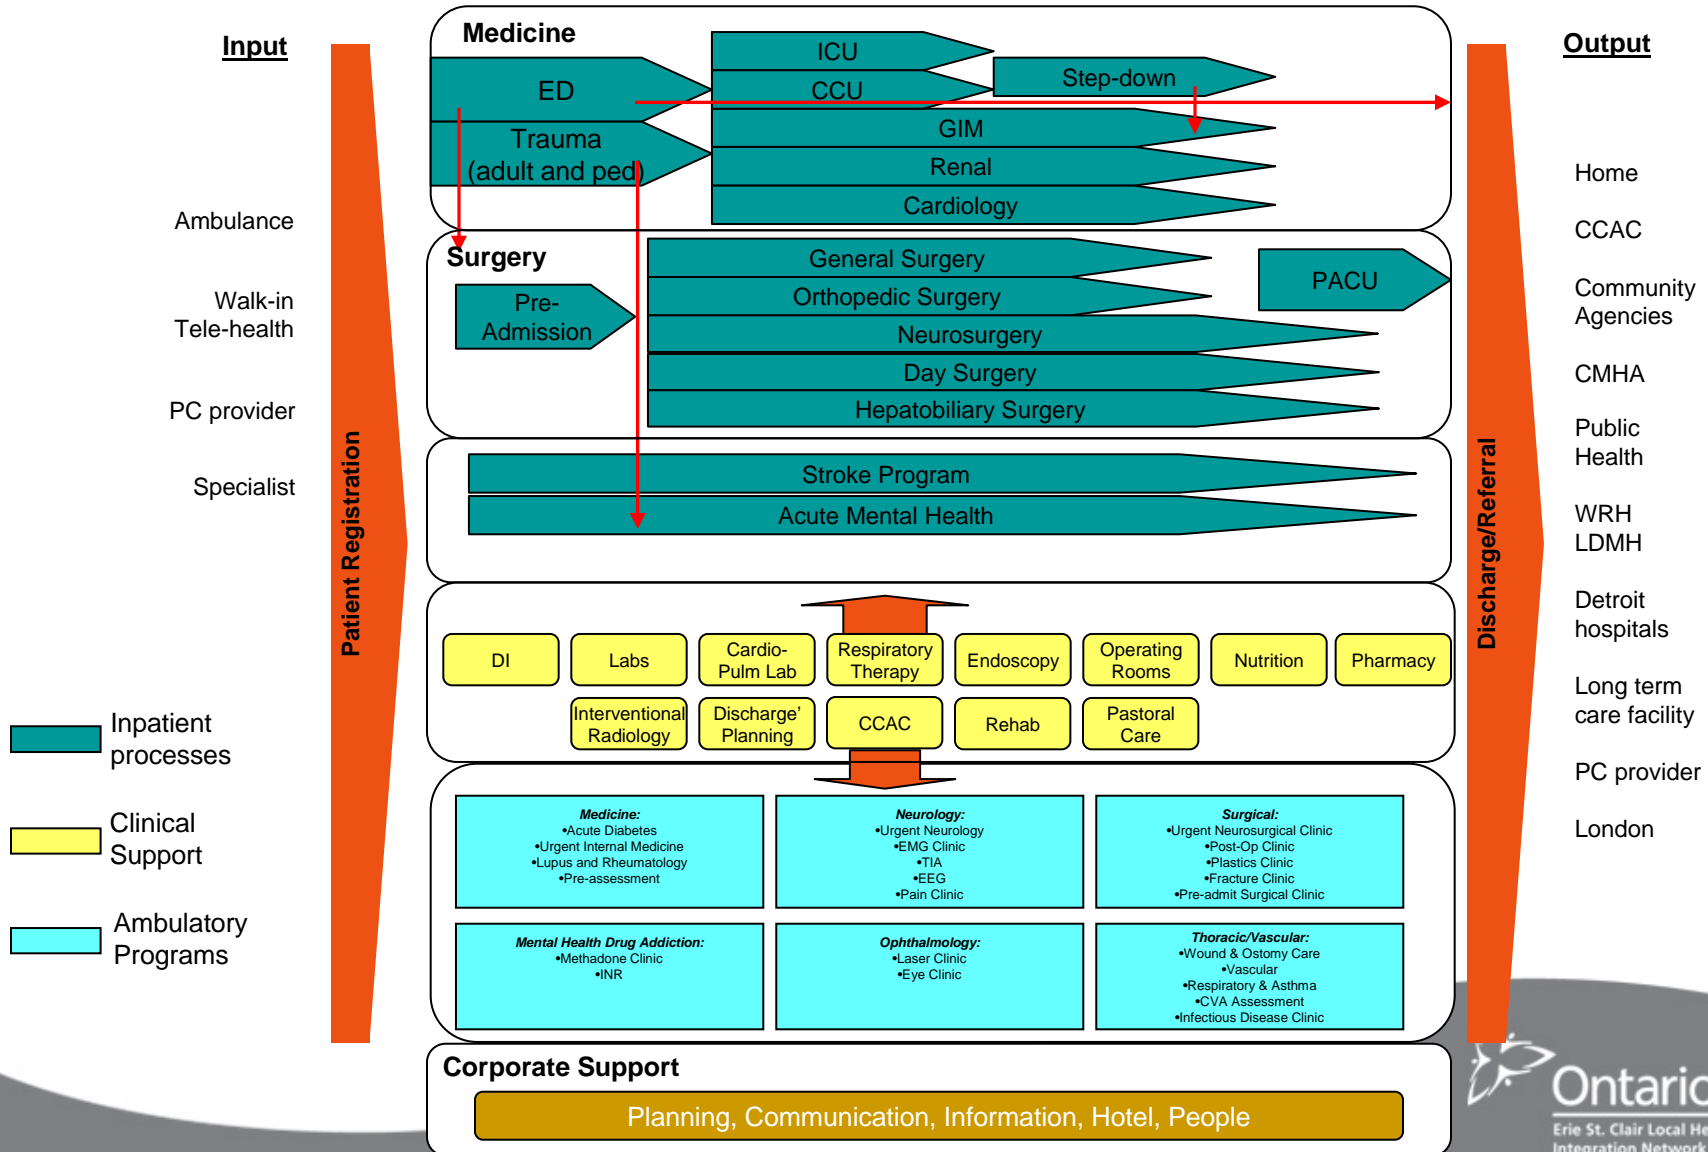 Input
Ambulance
Walk-in
Tele-health
PC provider
Specialist
Patient Registration
Medicine
ED
Trauma
(adult and ped)
ICU
CCU
Step-down
GIM
Renal
Cardiology
Surgery
Pre-
Admission
General Surgery
Orthopedic Surgery
Neurosurgery
Day Surgery
Hepatobiliary Surgery
PACU
Stroke Program
Acute Mental Health
DI
Labs
Cardio-
Pulm Lab
Respiratory
Therapy
Endoscopy
Operating
Rooms
Nutrition
Pharmacy
Interventional
Radiology
Discharge’
Planning
CCAC
Rehab
Pastoral
Care
Medicine:
•Acute Diabetes
•Urgent Internal Medicine
•Lupus and Rheumatology
•Pre-assessment
Neurology:
•Urgent Neurology
•EMG Clinic
•TIA
•EEG
•Pain Clinic
Surgical:
•Urgent Neurosurgical Clinic
•Post-Op Clinic
•Plastics Clinic
•Fracture Clinic
•Pre-admit Surgical Clinic
Mental Health Drug Addiction:
•Methadone Clinic
•INR
Ophthalmology:
•Laser Clinic
•Eye Clinic
Thoracic/Vascular:
•Wound & Ostomy Care
•Vascular
•Respiratory & Asthma
•CVA Assessment
•Infectious Disease Clinic
Corporate Support
Planning, Communication, Information, Hotel, People
Discharge/Referral
Output
Home
CCAC
Community
Agencies
CMHA
Public
Health
WRH
LDMH
Detroit
hospitals
Long term
care facility
PC provider
London
Inpatient
processes
Clinical
Support
Ambulatory
Programs
Ontario
Erie St. Clair Local He
Integration Network